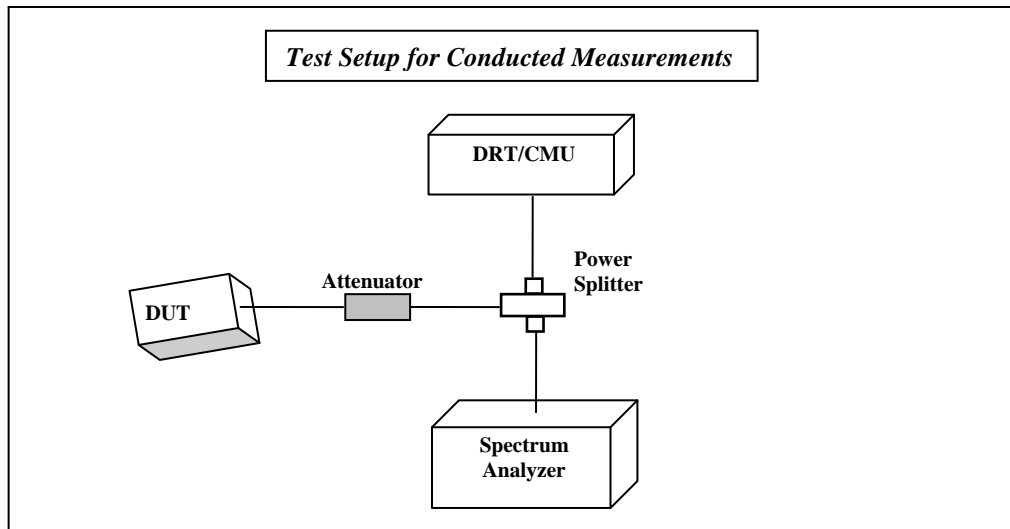 Test Setup for Conducted Measurements
DRT/CMU
Power
Splitter
Attenuator
DUT
Spectrum
Analyzer